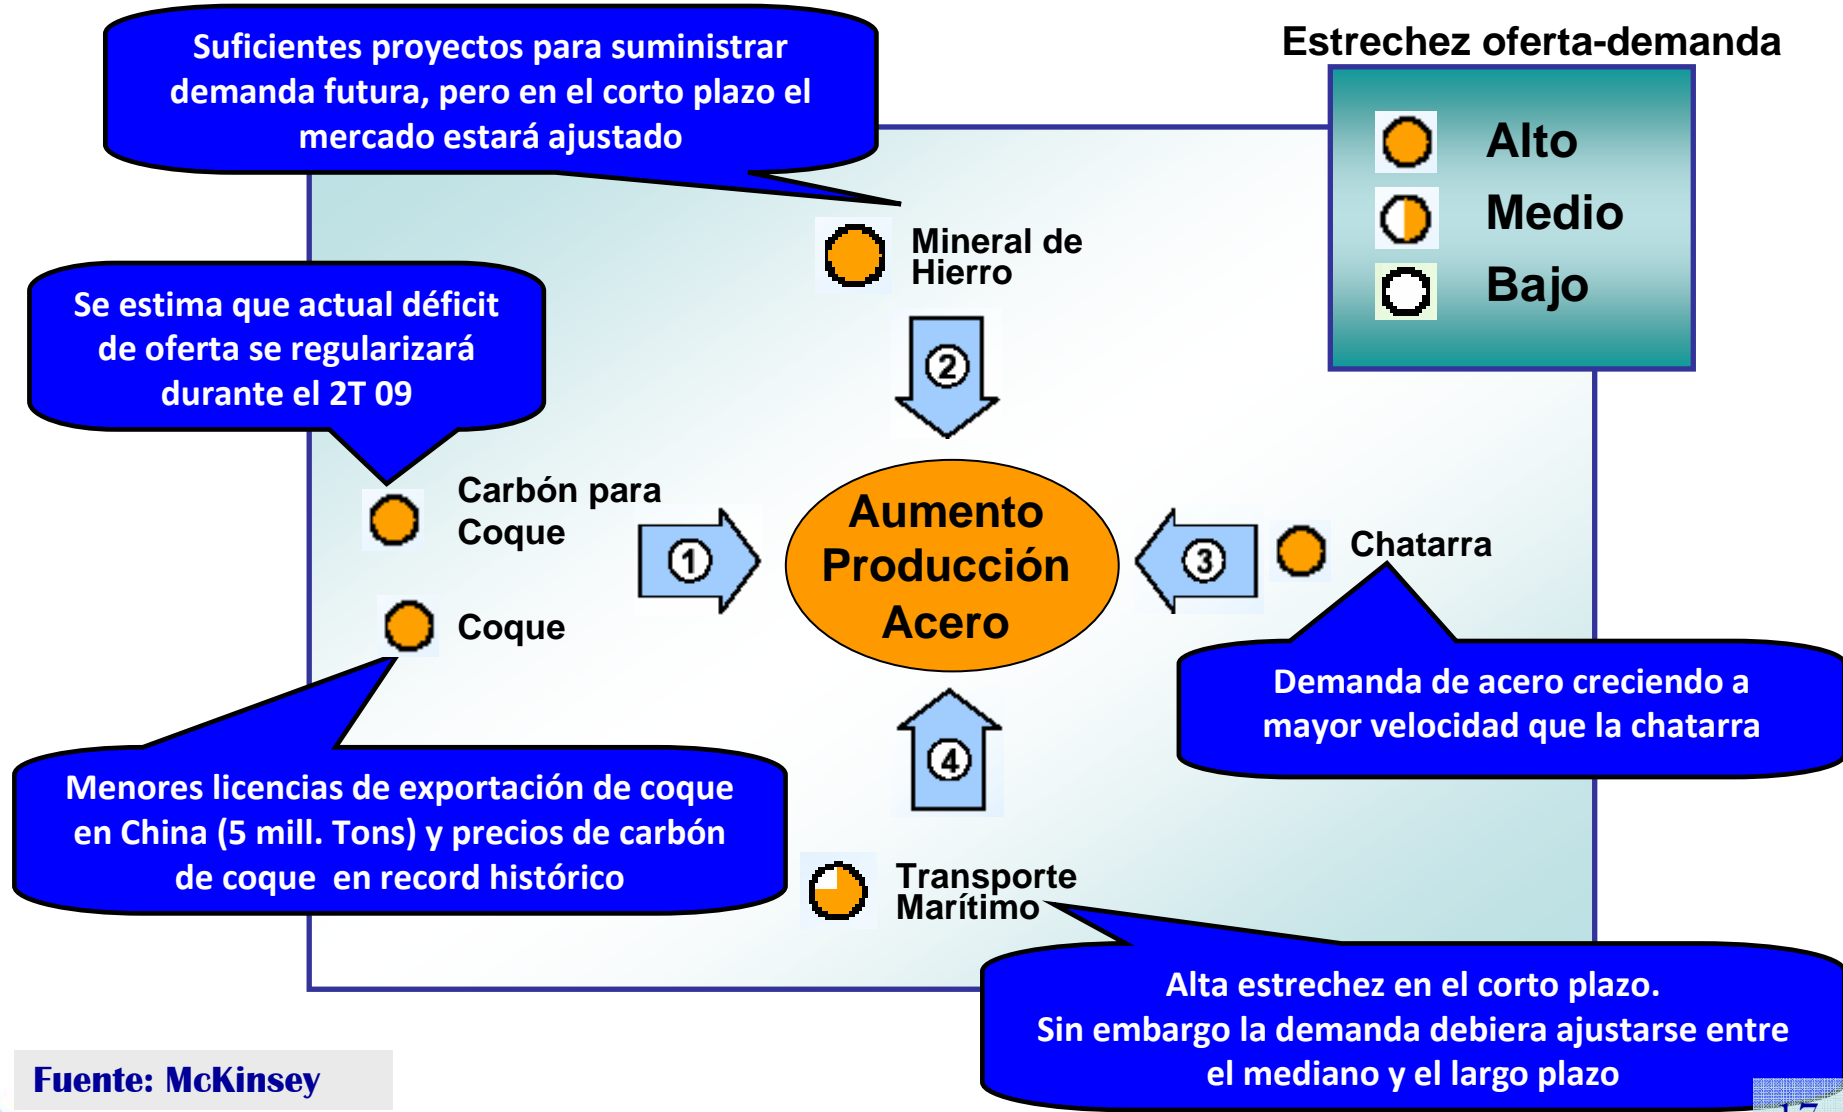 Suficientes proyectos para suministrar
demanda futura, pero en el corto plazo el
mercado estará ajustado
Estrechez oferta-demanda
Alto
Medio
Bajo
Mineral de
Hierro
2
Se estima que actual déficit
de oferta se regularizará
durante el 2T 09
Carbón para
Coque
Coque
1
Aumento
Producción
Acero
3
Chatarra
Demanda de acero creciendo a
mayor velocidad que la chatarra
4
Menores licencias de exportación de coque
en China (5 mill. Tons) y precios de carbón
de coque en record histórico
Transporte
Marítimo
Alta estrechez en el corto plazo.
Sin embargo la demanda debiera ajustarse entre
el mediano y el largo plazo
Fuente: McKinsey